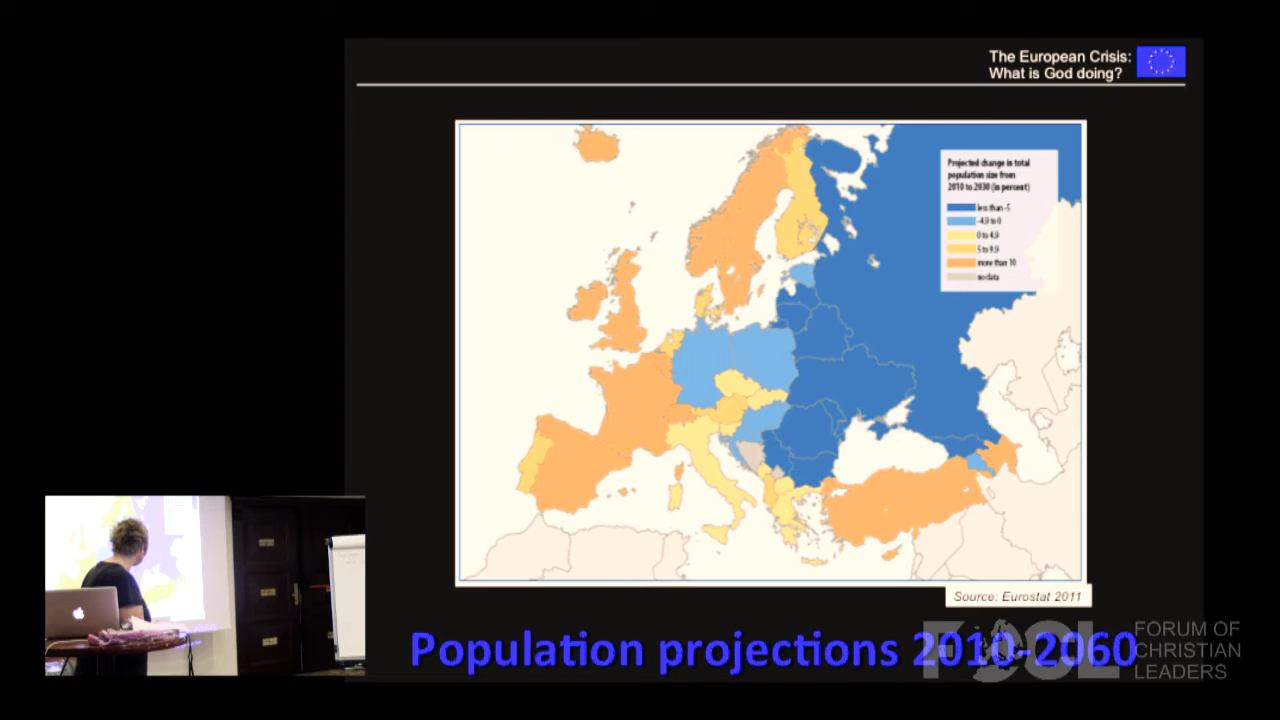 The European Crisis:
What is God doing?
Projected change in total
population size from
2010 to 2030 (in percent)
less than -5
-4,9 to 0
0 to 4,9
5 to 9,9
more than 10
no data
Source: Eurostat 2011
Population projections 2010-2060
FOCL
FORUM OF
CHRISTIAN
LEADERS